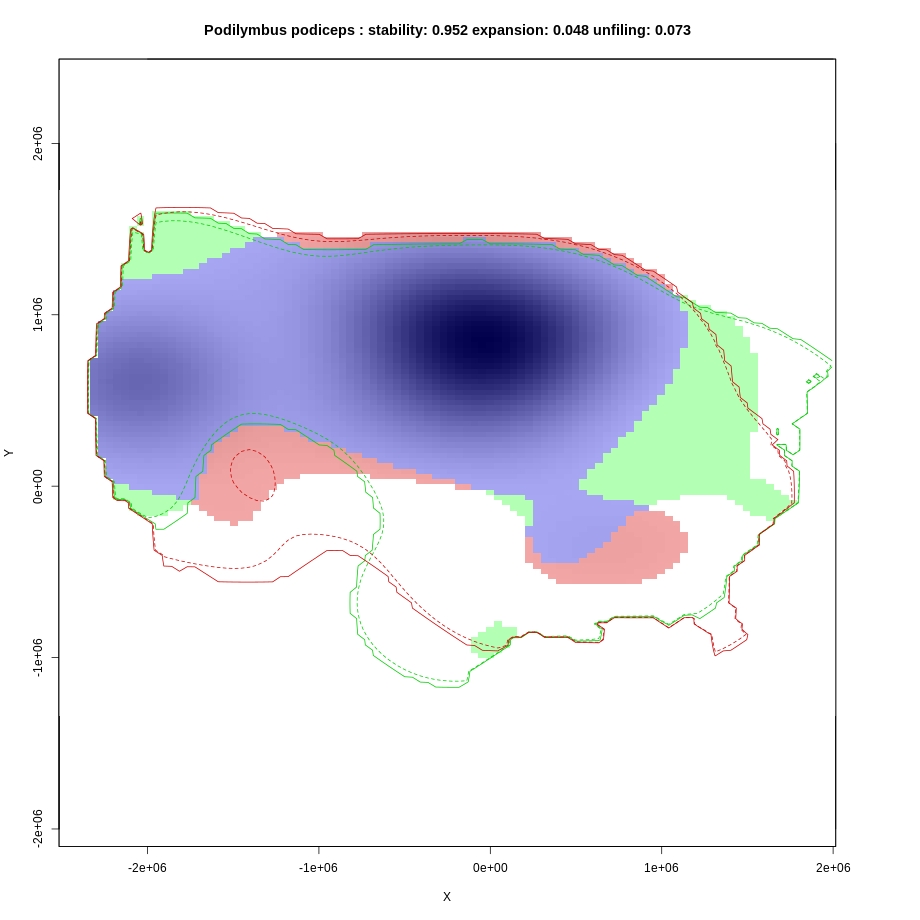 Podilymbus podiceps : stability: 0.952 expansion: 0.048 unfiling: 0.073
2e+06
1e+06
Y
0e+00
-1e+06
-2e+06
-2e+06 -1e+06 0e+00 1e+06 2e+06
X